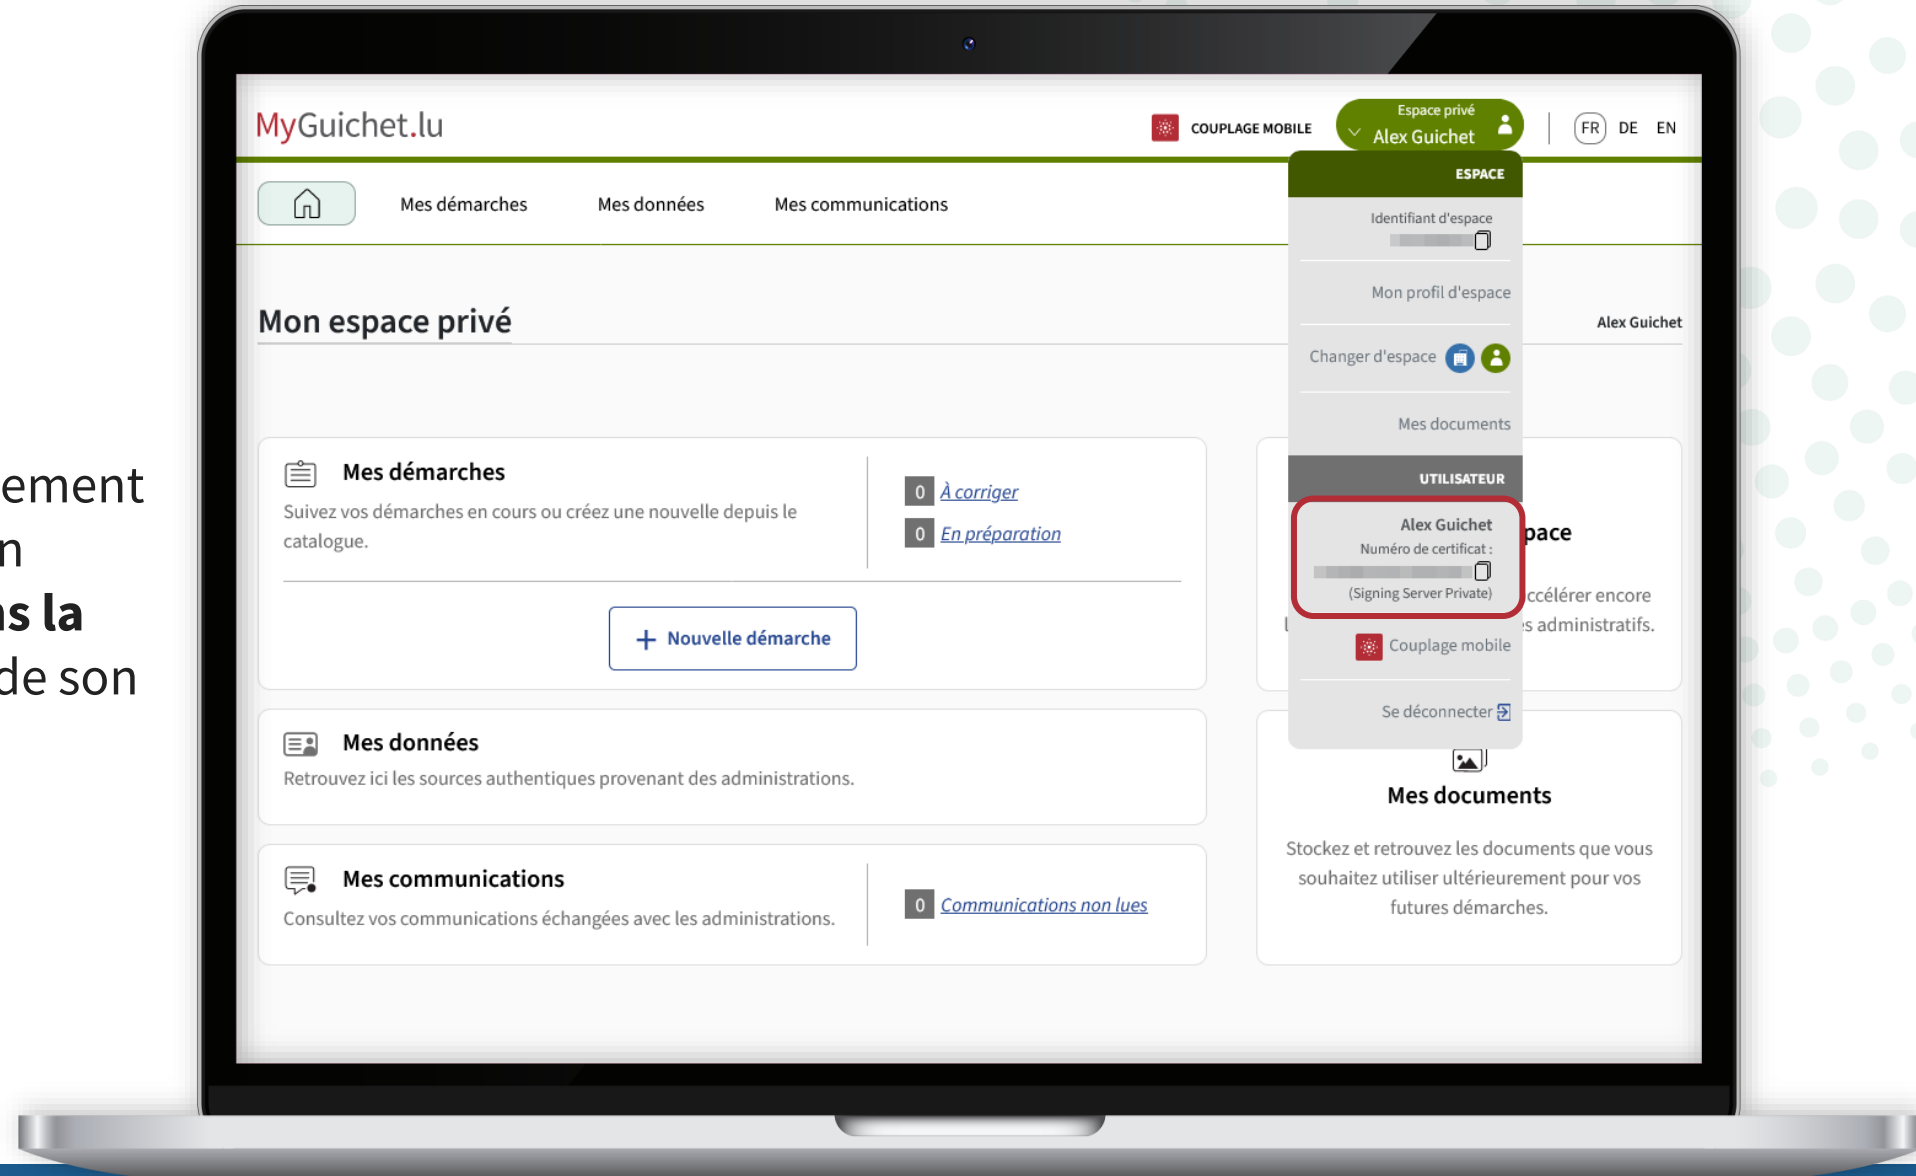 ement
n
s la
de son
MyGuichet.lu
COUPLAGE MOBILE
Espace privé
Alex Guichet
FR DE EN
Mes démarches
Mes données
Mes communications
ESPACE
Identifiant d'espace
Mon profil d'espace
Changer d'espace
Mes documents
UTILISATEUR
Alex Guichet
Numéro de certificat :
(Signing Server Private)
Couplage mobile
Se déconnecter
Mon espace privé
Alex Guichet
Mes démarches
Suivez vos démarches en cours ou créez une nouvelle depuis le
catalogue.
0 À corriger
0 En préparation
+ Nouvelle démarche
pace
ccélérer encore
s administratifs.
Mes données
Retrouvez ici les sources authentiques provenant des administrations.
Mes communications
Consultez vos communications échangées avec les administrations.
0 Communications non lues
Mes documents
Stockez et retrouvez les documents que vous
souhaitez utiliser ultérieurement pour vos
futures démarches.